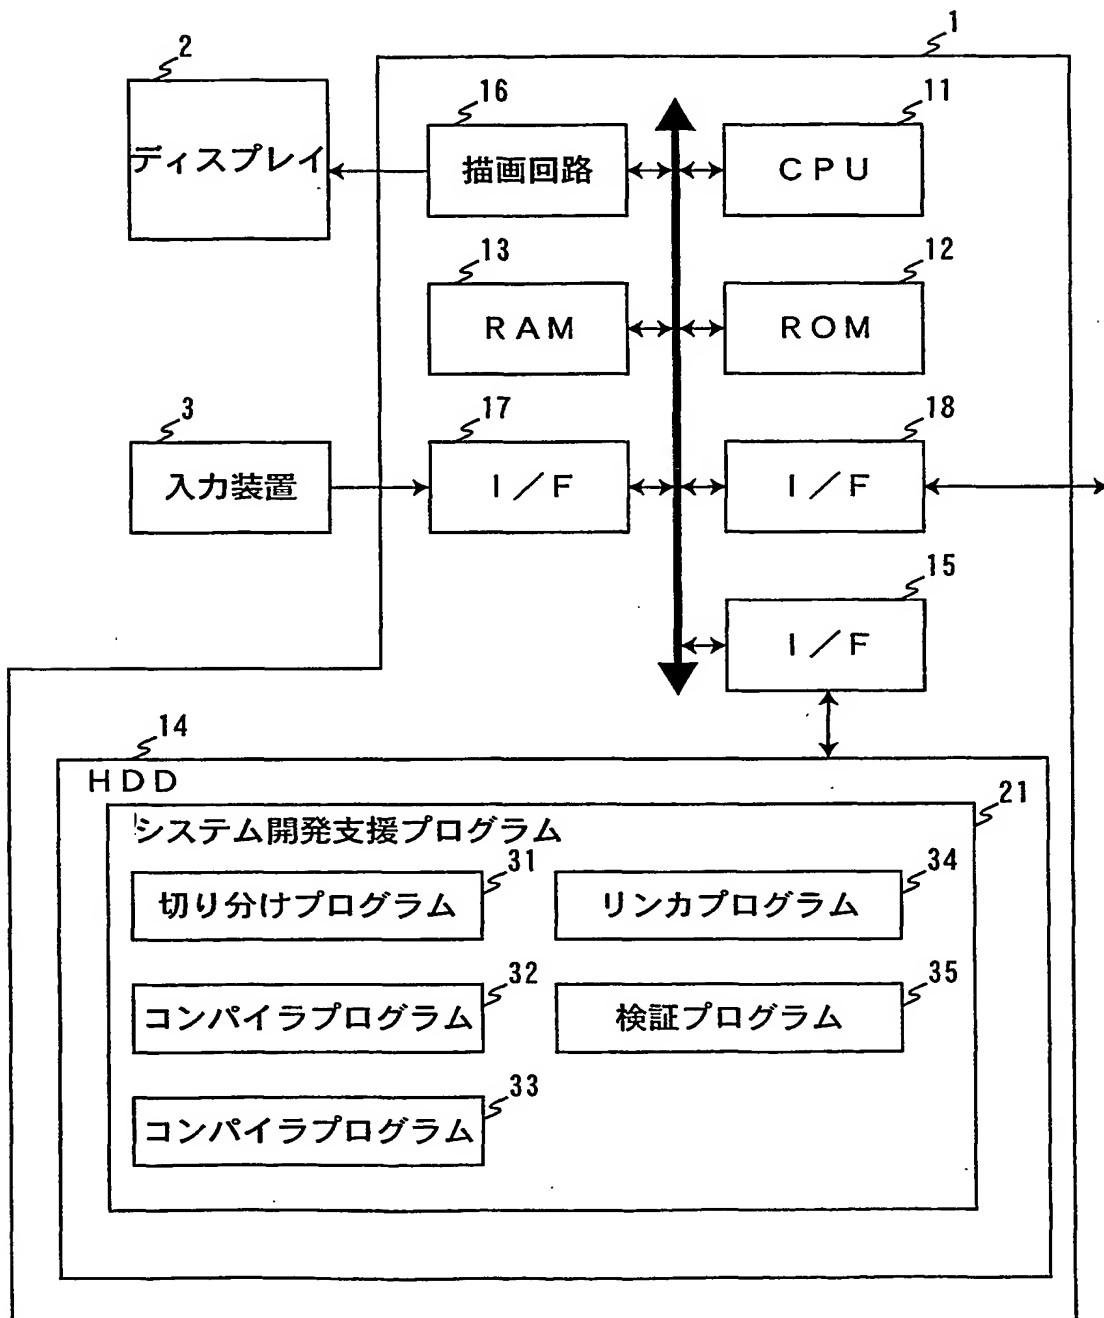 1
2
ディスプレイ
16
描画回路
11
CPU
13
RAM
12
ROM
3
入力装置
17
I/F
18
I/F
15
I/F
14
HDD
21
システム開発支援プログラム
31
切り分けプログラム
34
リンカプログラム
32
コンパイラプログラム
35
検証プログラム
33
コンパイラプログラム